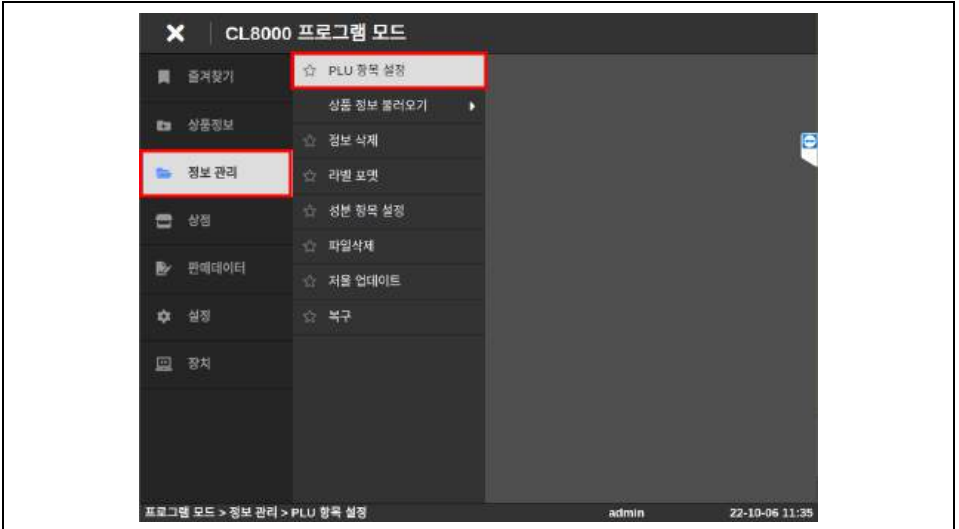 CL8000 프로그램 모드
즐겨찾기
상품정보
정보 관리
상점
판매데이터
설정
장치
PLU 항목 설정
상품 정보 불러오기
정보 삭제
라벨 포맷
성분 항목 설정
파일삭제
저울 업데이트
복구
프로그램 모드 > 정보 관리 > PLU 항목 설정
admin
22-10-06 11:35